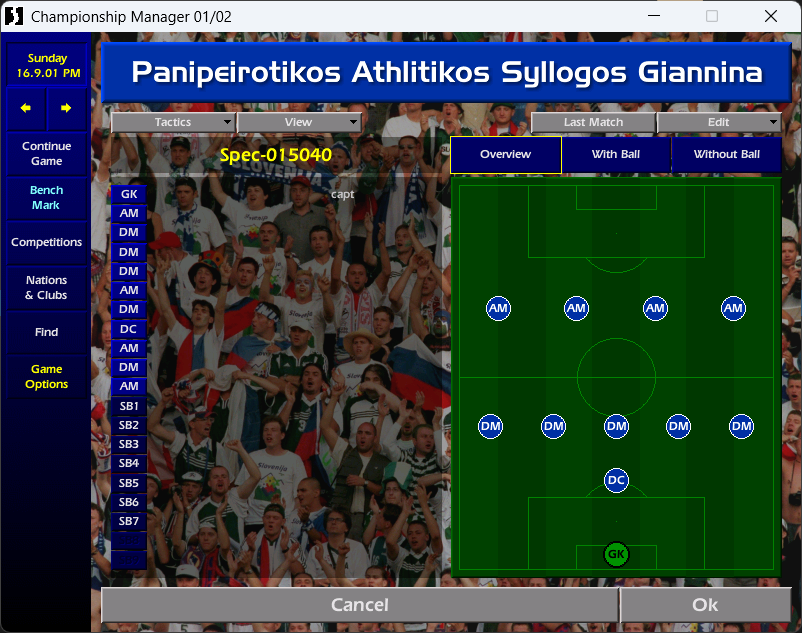 Championship Manager 01/02
Sunday
16.9.01 PM
Continue
Game
Bench
Mark
Competitions
Nations
& Clubs
Find
Game
Options
Panipeirotikos Athlitikos Syllogos Giannina
Tactics View Last Match Edit
Spec-015040
Overview With Ball Without Ball
GK capt
AM
DM
DM
DM
AM
DM
DC
AM
DM
AM
SB1
SB2
SB3
SB4
SB5
SB6
SB7
AM AM AM AM
DM DM DM DM DM
DC
GK
Slovenija
Slovenija
Cancel Ok